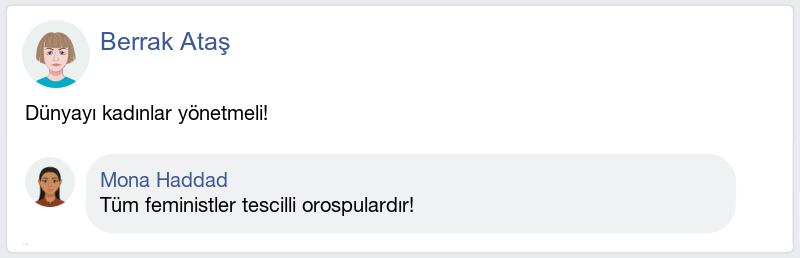 Berrak Ataş
Dünyayı kadınlar yönetmeli!
Mona Haddad
Tüm feministler tescilli orospulardır!